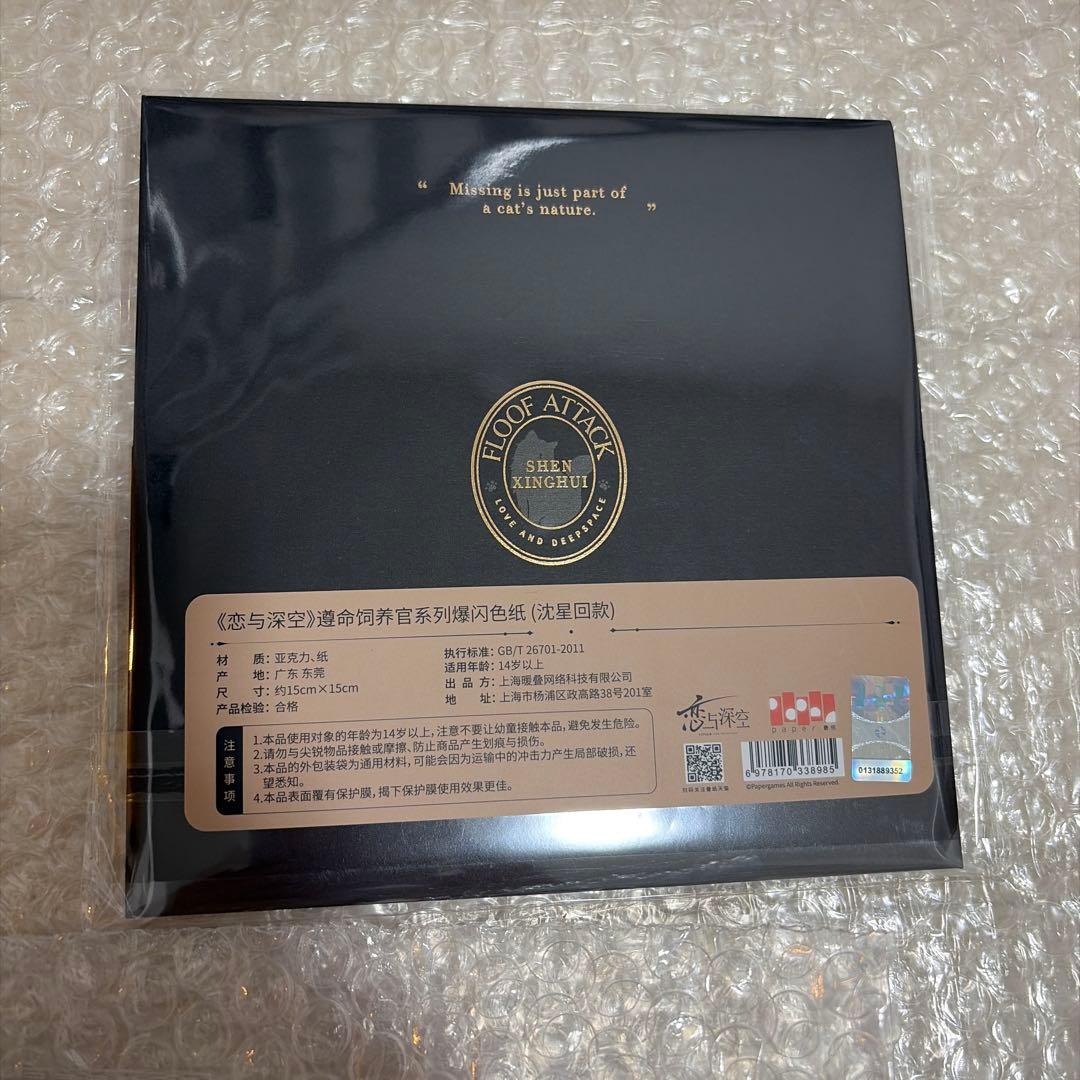 “ Missing is just part of
a cat's nature. ”
FLOOF ATTACK
SHEN
XINGHUI
LOVE AND DEEPSPACE
《恋与深空》遵命饲养官系列爆闪色纸 (沈星回款)
材 质: 亚克力、纸
产 地: 广东 东莞
尺 寸: 约15cm×15cm
产品检验: 合格
执行标准: GB/T 26701-2011
适用年龄: 14岁以上
出 品 方: 上海暖叠网络科技有限公司
地 址: 上海市杨浦区政高路38号201室
注意事项
1.本品使用对象的年龄为14岁以上, 注意不要让幼童接触本品, 避免发生危险。
2.请勿与尖锐物品接触或摩擦、防止商品产生划痕与损伤。
3.本品的外包装袋为通用材料, 可能会因为运输中的冲击力产生局部破损, 还
望悉知。
4.本品表面覆有保护膜, 揭下保护膜使用效果更佳。
恋与深空
paper
扫码关注叠纸天猫
6 978170 338985
©Papergames All Rights Reserved.
0131889352